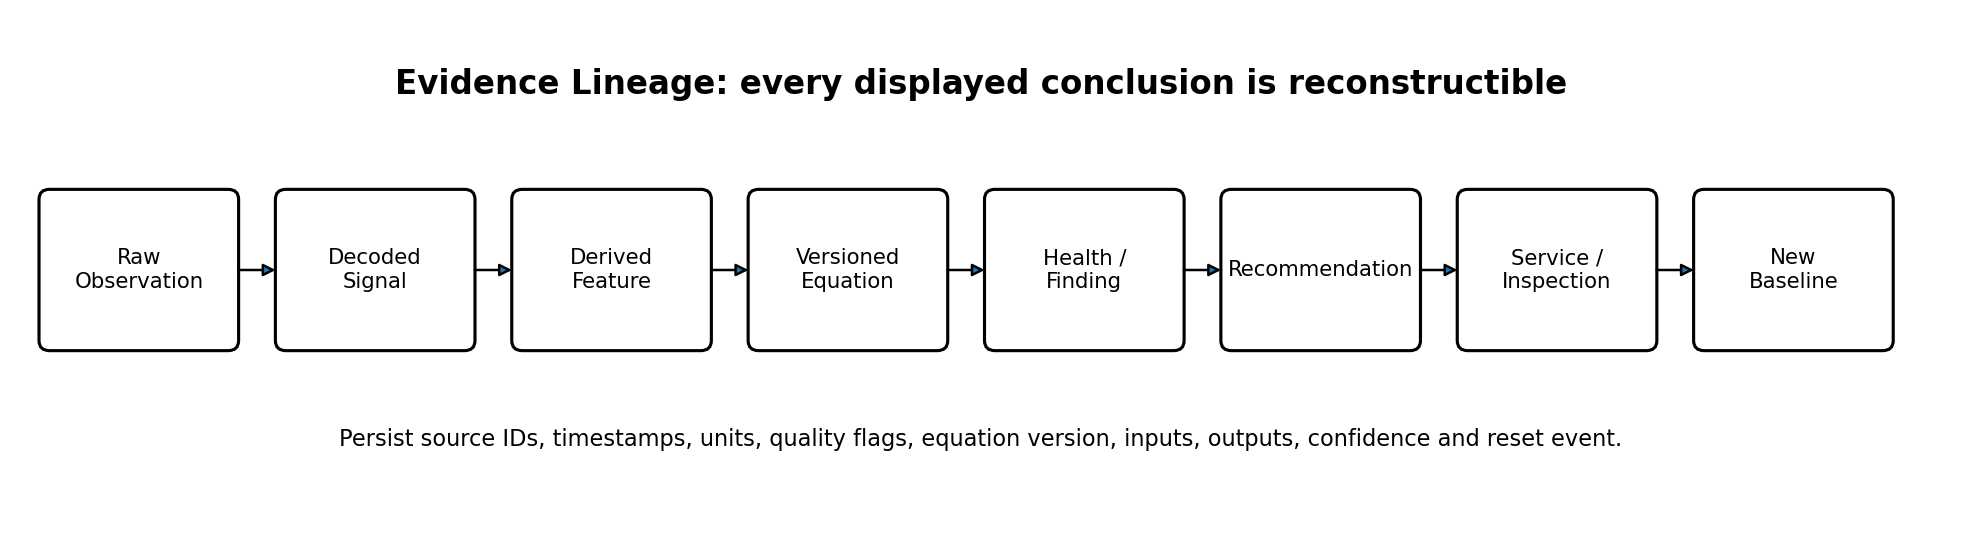 Evidence Lineage: every displayed conclusion is reconstructible
Raw
Observation
Decoded
Signal
Derived
Feature
Versioned
Equation
Health /
Finding
Recommendation
Service /
Inspection
New
Baseline
Persist source IDs, timestamps, units, quality flags, equation version, inputs, outputs, confidence and reset event.